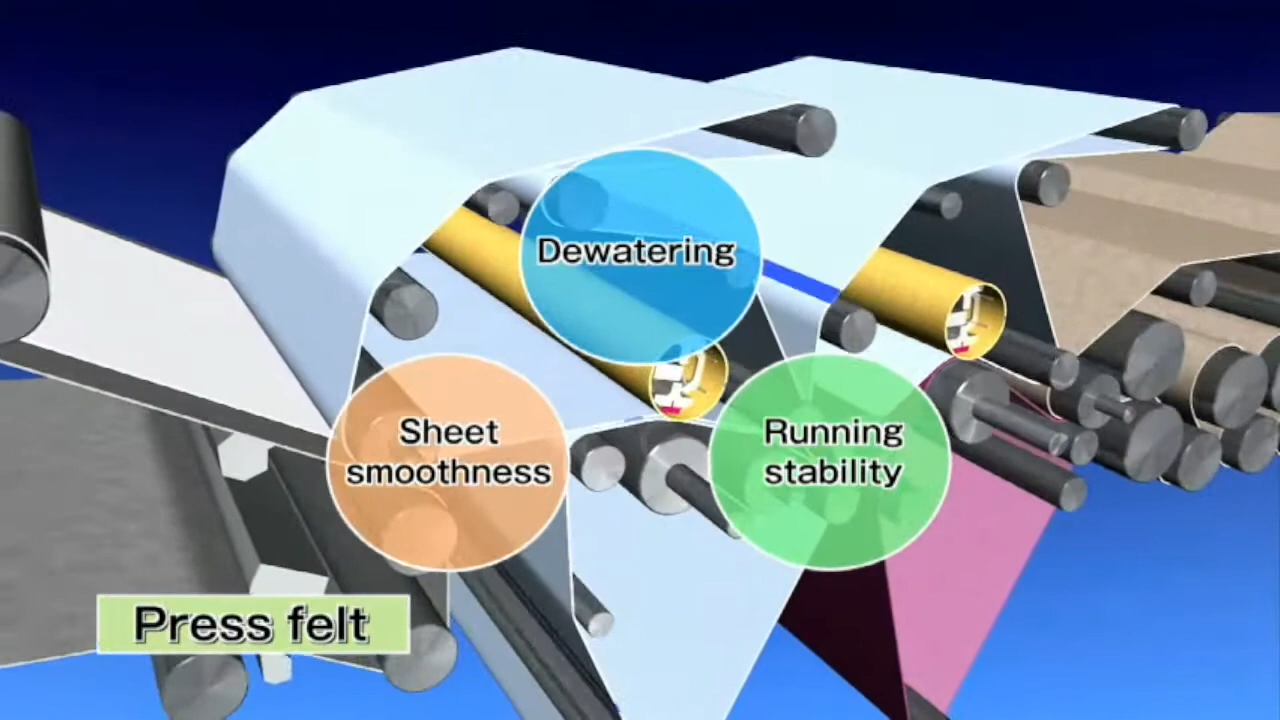 Dewatering
Sheet
smoothness
Running
stability
Press felt